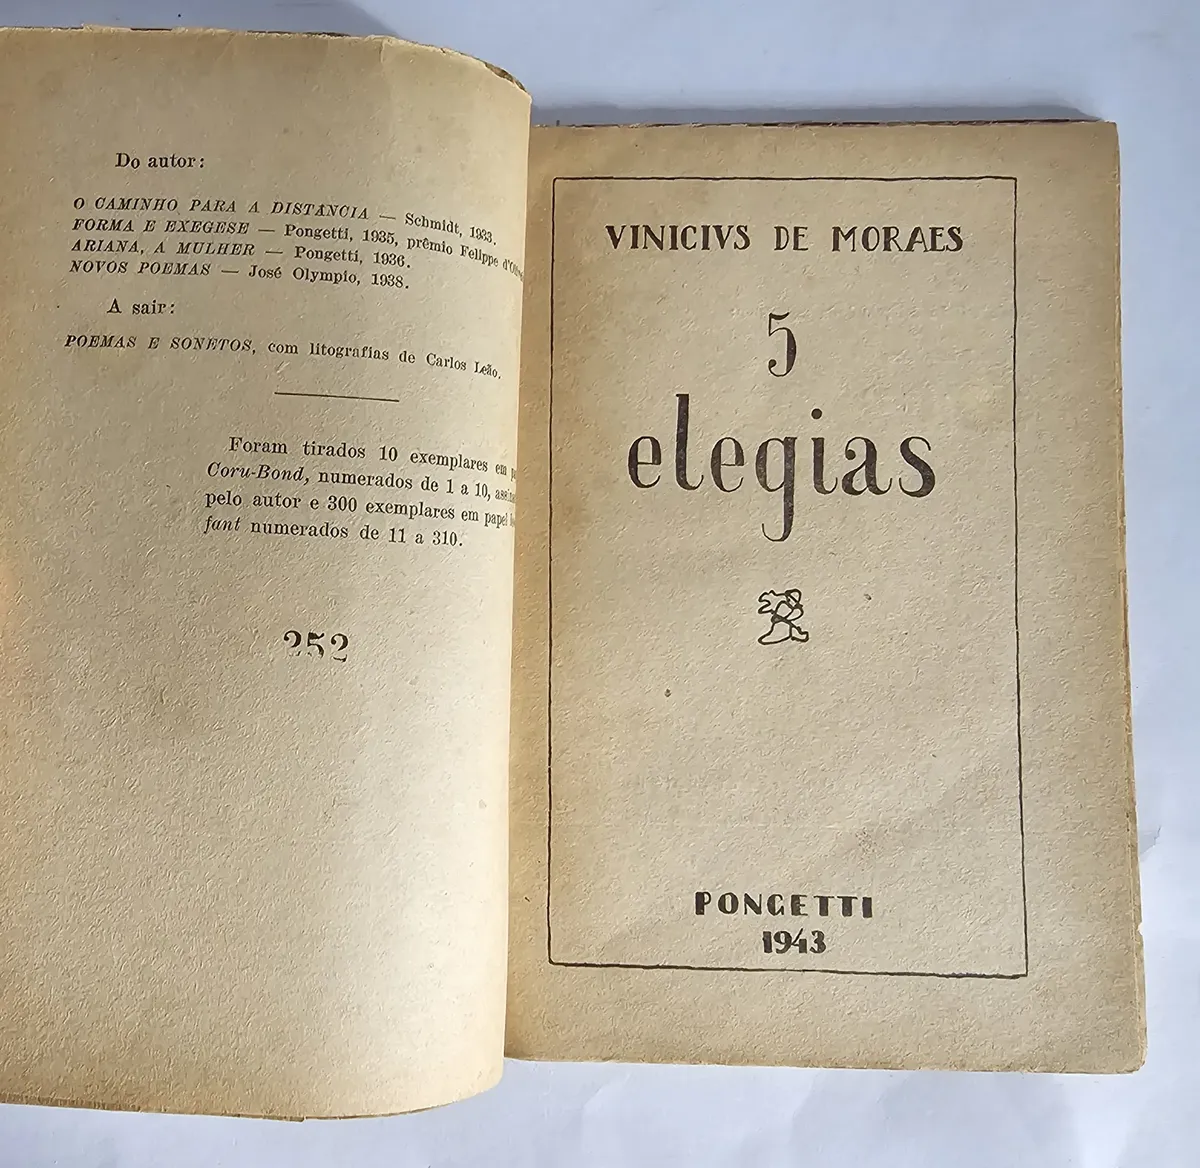 Do autor:
O CAMINHO PARA A DISTÂNCIA — Schmidt, 1933.
FORMA E EXEGESE — Pongetti, 1935, prêmio Felippe
ARIANA, A MULHER — Pongetti, 1936.
NOVOS POEMAS — José Olympio, 1938.
A sair:
POEMAS E SONETOS, com litografias de Carlos Leão.
Foram tirados 10 exemplares em
Coru-Bond, numerados de 1 a 10,
pelo autor e 300 exemplares em papel
fant numerados de 11 a 310.
252
VINICIVS DE MORAES
5
elegias
PONGETTI
1943